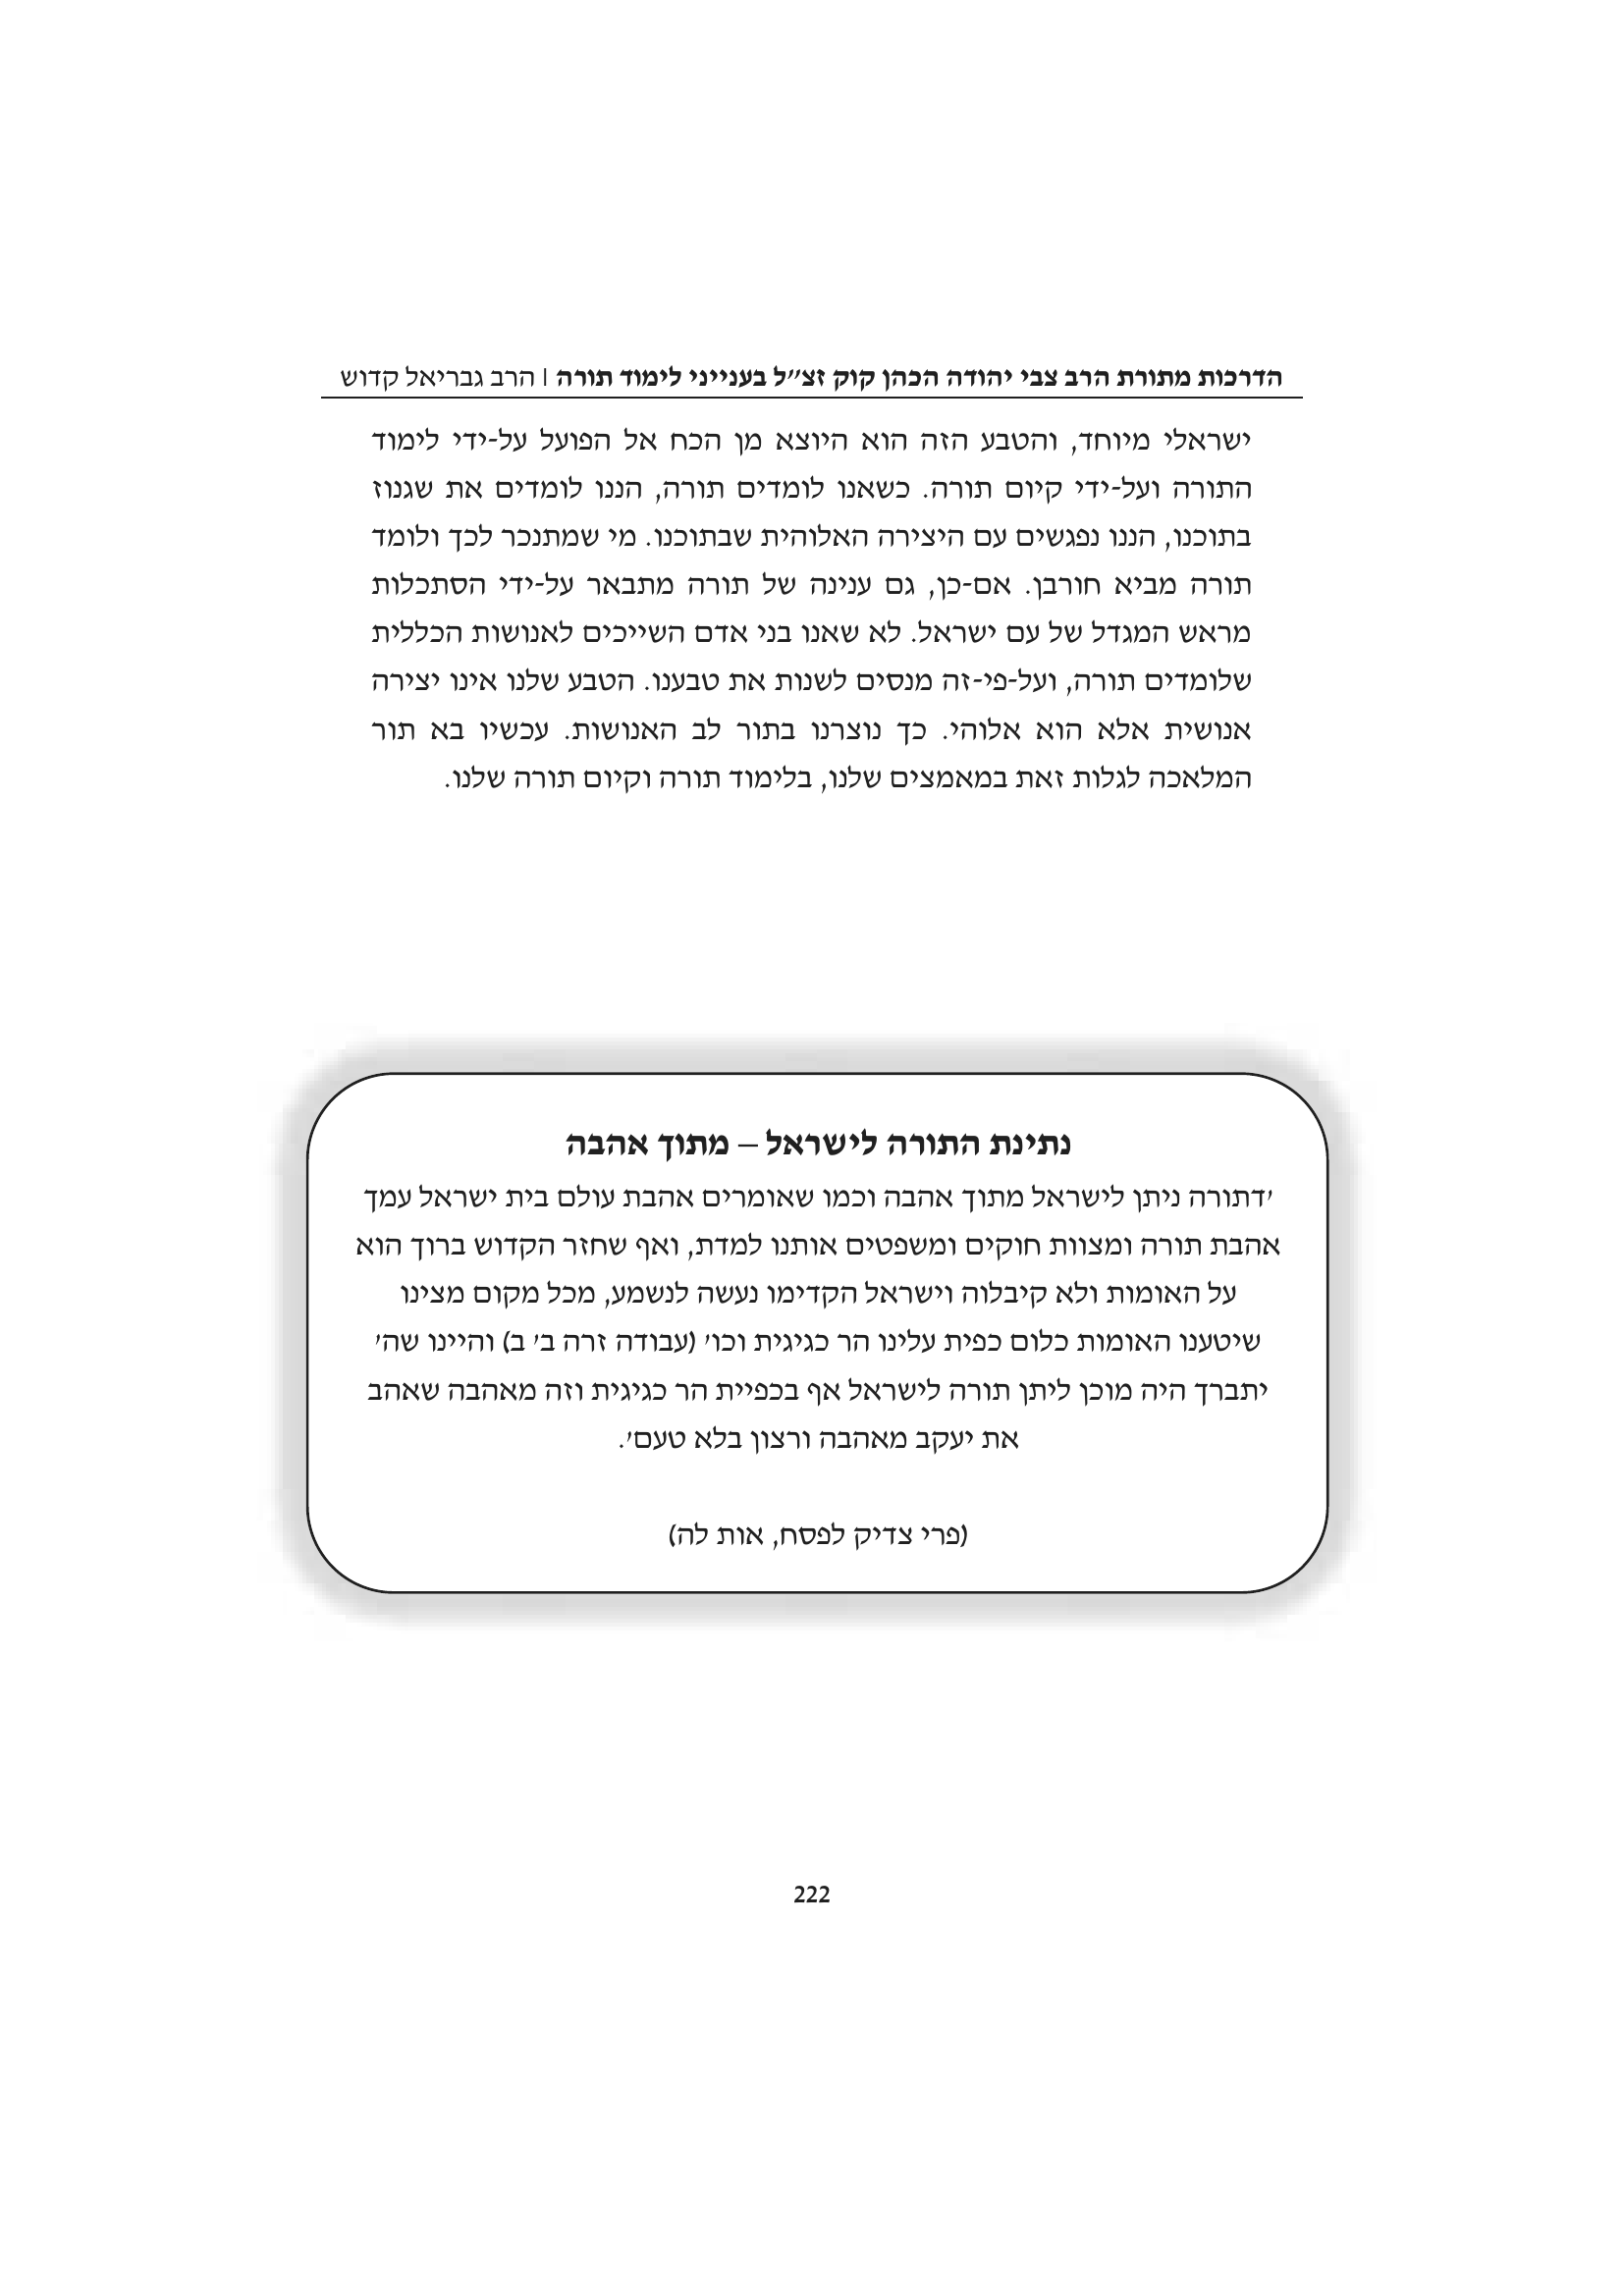 הדרכות מתורת הרב צבי יהודה הכהן קוק זצ״ל בענייני לימוד תורה | הרב גבריאל קדוש
ישראלי מיוחד, והטבע הזה הוא היוצא מן הכח אל הפועל על-ידי לימוד
התורה ועל-ידי קיום תורה. כשאנו לומדים תורה, הננו לומדים את שגנוז
בתוכנו, הננו נפגשים עם היצירה האלוהית שבתוכנו. מי שמתנכר לכך ולומד
תורה מביא חורבן. אם-כן, גם ענינה של תורה מתבאר על-ידי הסתכלות
מראש המגדל של עם ישראל. לא שאנו בני אדם השייכים לאנושות הכללית
שלומדים תורה, ועל-פי-זה מנסים לשנות את טבענו. הטבע שלנו אינו יצירה
אנושית אלא הוא אלוהי. כך נוצרנו בתור לב האנושות. עכשיו בא תור
המלאכה לגלות זאת במאמצים שלנו, בלימוד תורה וקיום תורה שלנו.
נתינת התורה לישראל – מתוך אהבה
׳דתורה ניתן לישראל מתוך אהבה וכמו שאומרים אהבת עולם בית ישראל עמך
אהבת תורה ומצוות חוקים ומשפטים אותנו למדת, ואף שחזר הקדוש ברוך הוא
על האומות ולא קיבלוה וישראל הקדימו נעשה לנשמע, מכל מקום מצינו
שיטענו האומות כלום כפית עלינו הר כגיגית וכו׳ (עבודה זרה ב׳ ב) והיינו שה׳
יתברך היה מוכן ליתן תורה לישראל אף בכפיית הר כגיגית וזה מאהבה שאהב
את יעקב מאהבה ורצון בלא טעם׳.
(פרי צדיק לפסח, אות לה)
222